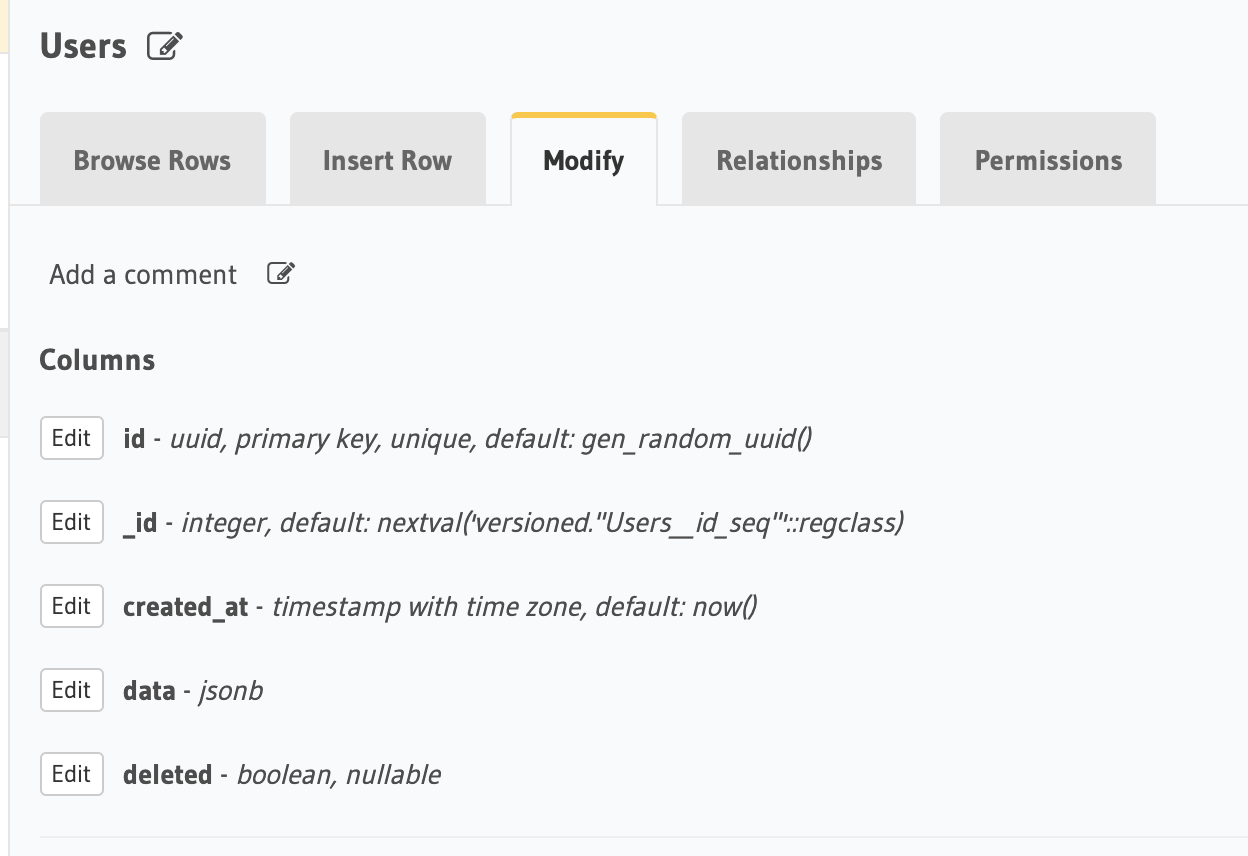 Users
Browse Rows
Insert Row
Modify
Relationships
Permissions
Add a comment
Columns
Edit id - uuid, primary key, unique, default: gen_random_uuid()
Edit _id - integer, default: nextval('versioned."Users__id_seq"'::regclass)
Edit created_at - timestamp with time zone, default: now()
Edit data - jsonb
Edit deleted - boolean, nullable